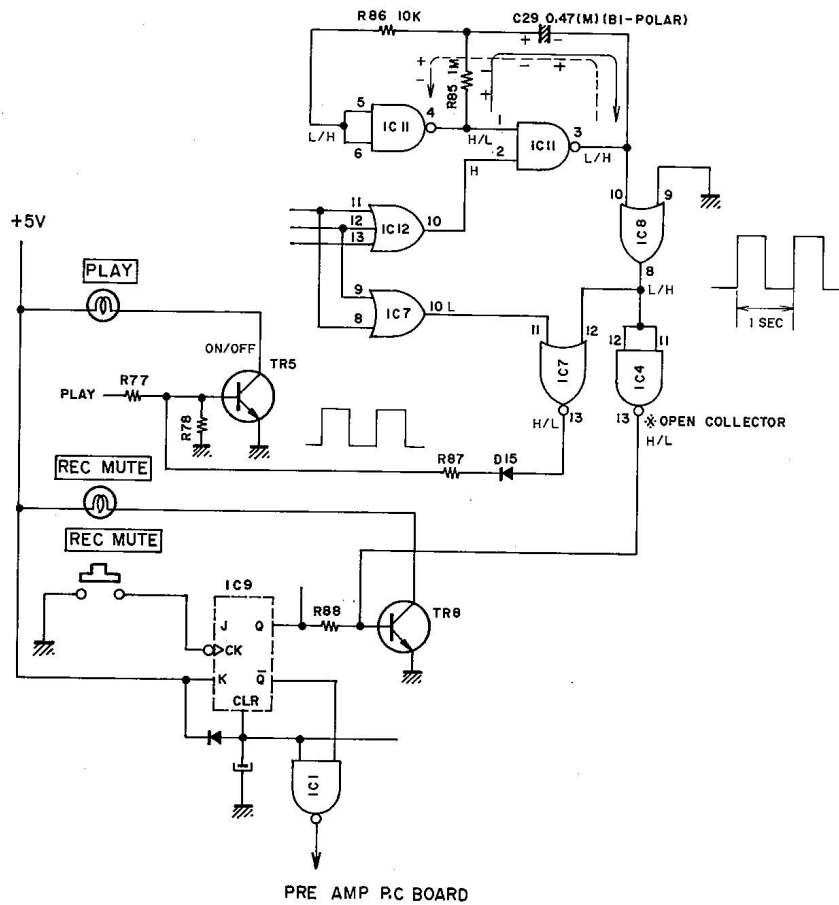 R86 10K
C29 0.47(M)(BI-POLAR)
+ -
R85 1M
+ - - - + +
5
4
IC11
6
L/H
H/L
1
2
IC11
3
L/H
H
10
9
IC8
8
L/H
11
12
13
IC12
10
+5V
PLAY
9
8
IC7
10 L
11
12
IC7
13
H/L
12
11
IC4
13
※ OPEN COLLECTOR
H/L
1 SEC
ON/OFF
TR5
PLAY
R77
R78
R87
D15
REC MUTE
REC MUTE
IC9
J Q
CK
K Q̅
CLR
R88
TR8
IC1
PRE AMP P.C BOARD